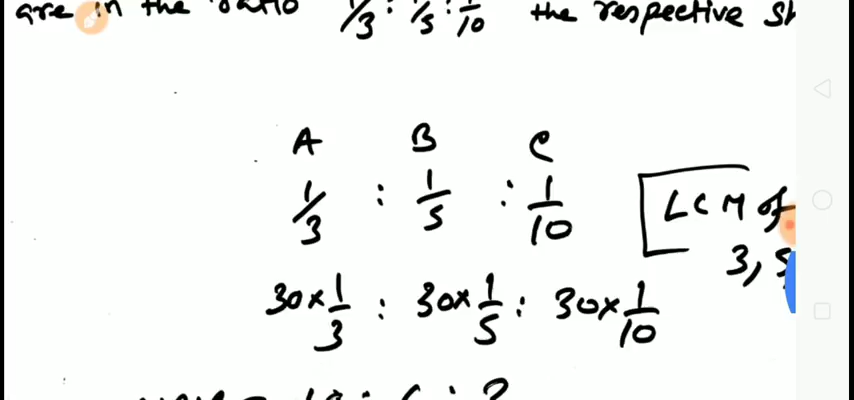 are in the ratio 1/3 : 1/5 : 1/10 the respective
A B C
1/3 : 1/5 : 1/10
LCM of
3, 5
30×1/3 : 30×1/5 : 30×1/10